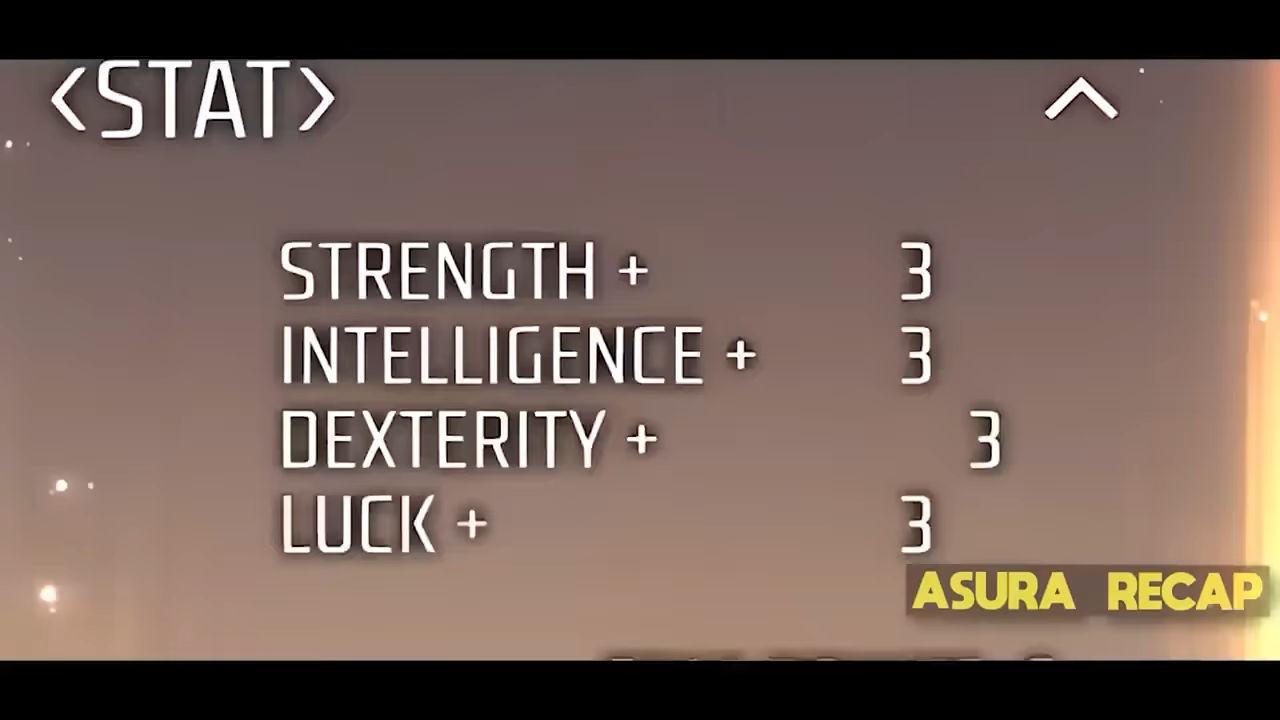 <STAT>
STRENGTH + 3
INTELLIGENCE + 3
DEXTERITY + 3
LUCK + 3
ASURA RECAP